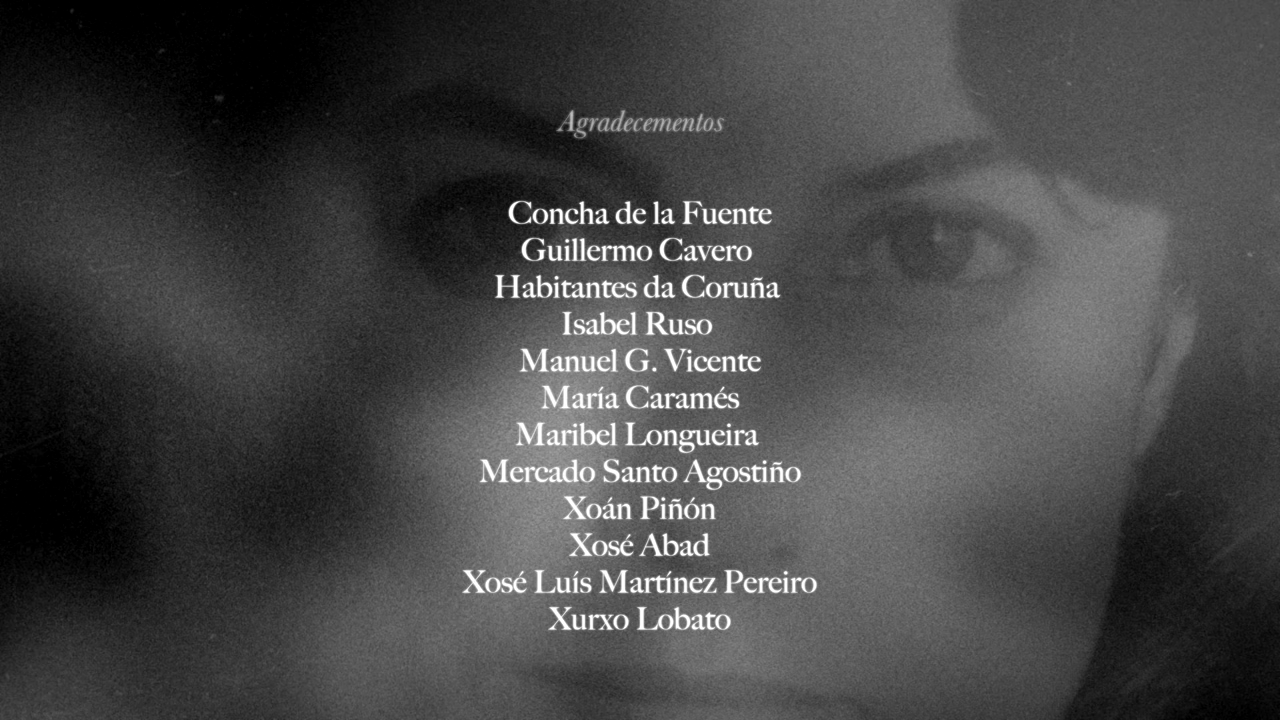 Agradecementos
Concha de la Fuente
Guillermo Cavero
Habitantes da Coruña
Isabel Ruso
Manuel G. Vicente
María Caramés
Maribel Longueira
Mercado Santo Agostiño
Xoán Piñón
Xosé Abad
Xosé Luís Martínez Pereiro
Xurxo Lobato